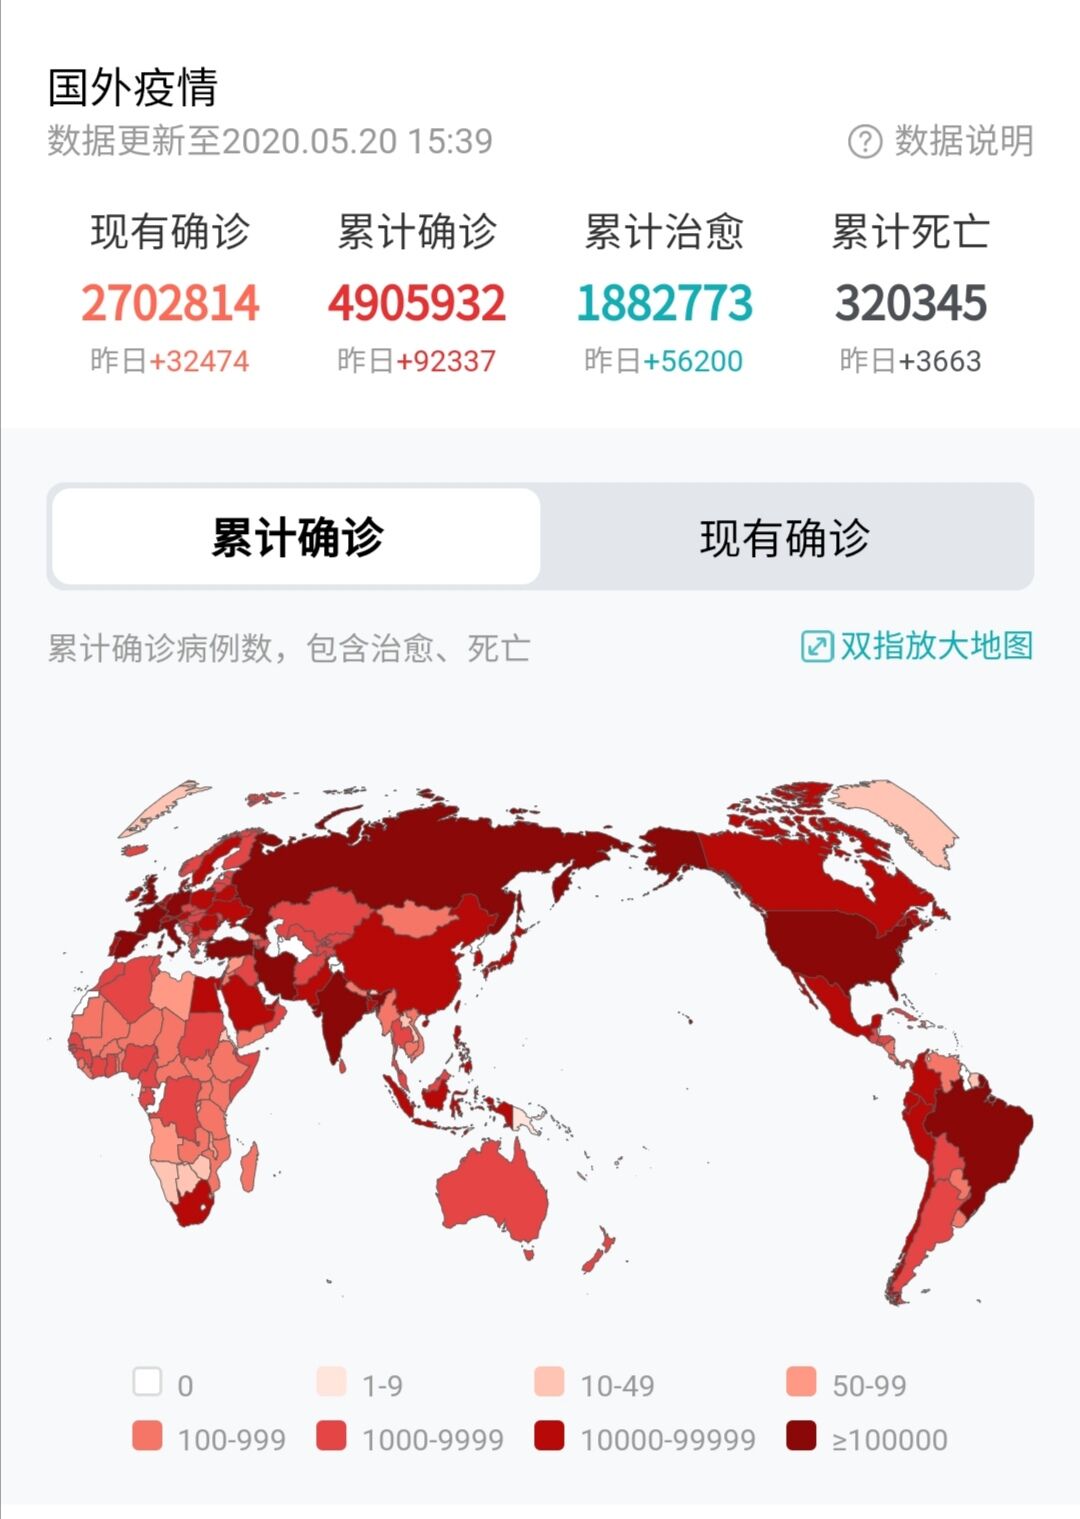 国外疫情
数据更新至2020.05.20 15:39
数据说明
现有确诊 累计确诊 累计治愈 累计死亡
2702814 4905932 1882773 320345
昨日+32474 昨日+92337 昨日+56200 昨日+3663
累计确诊 现有确诊
累计确诊病例数，包含治愈、死亡
双指放大地图
0 1-9 10-49 50-99
100-999 1000-9999 10000-99999 ≥100000